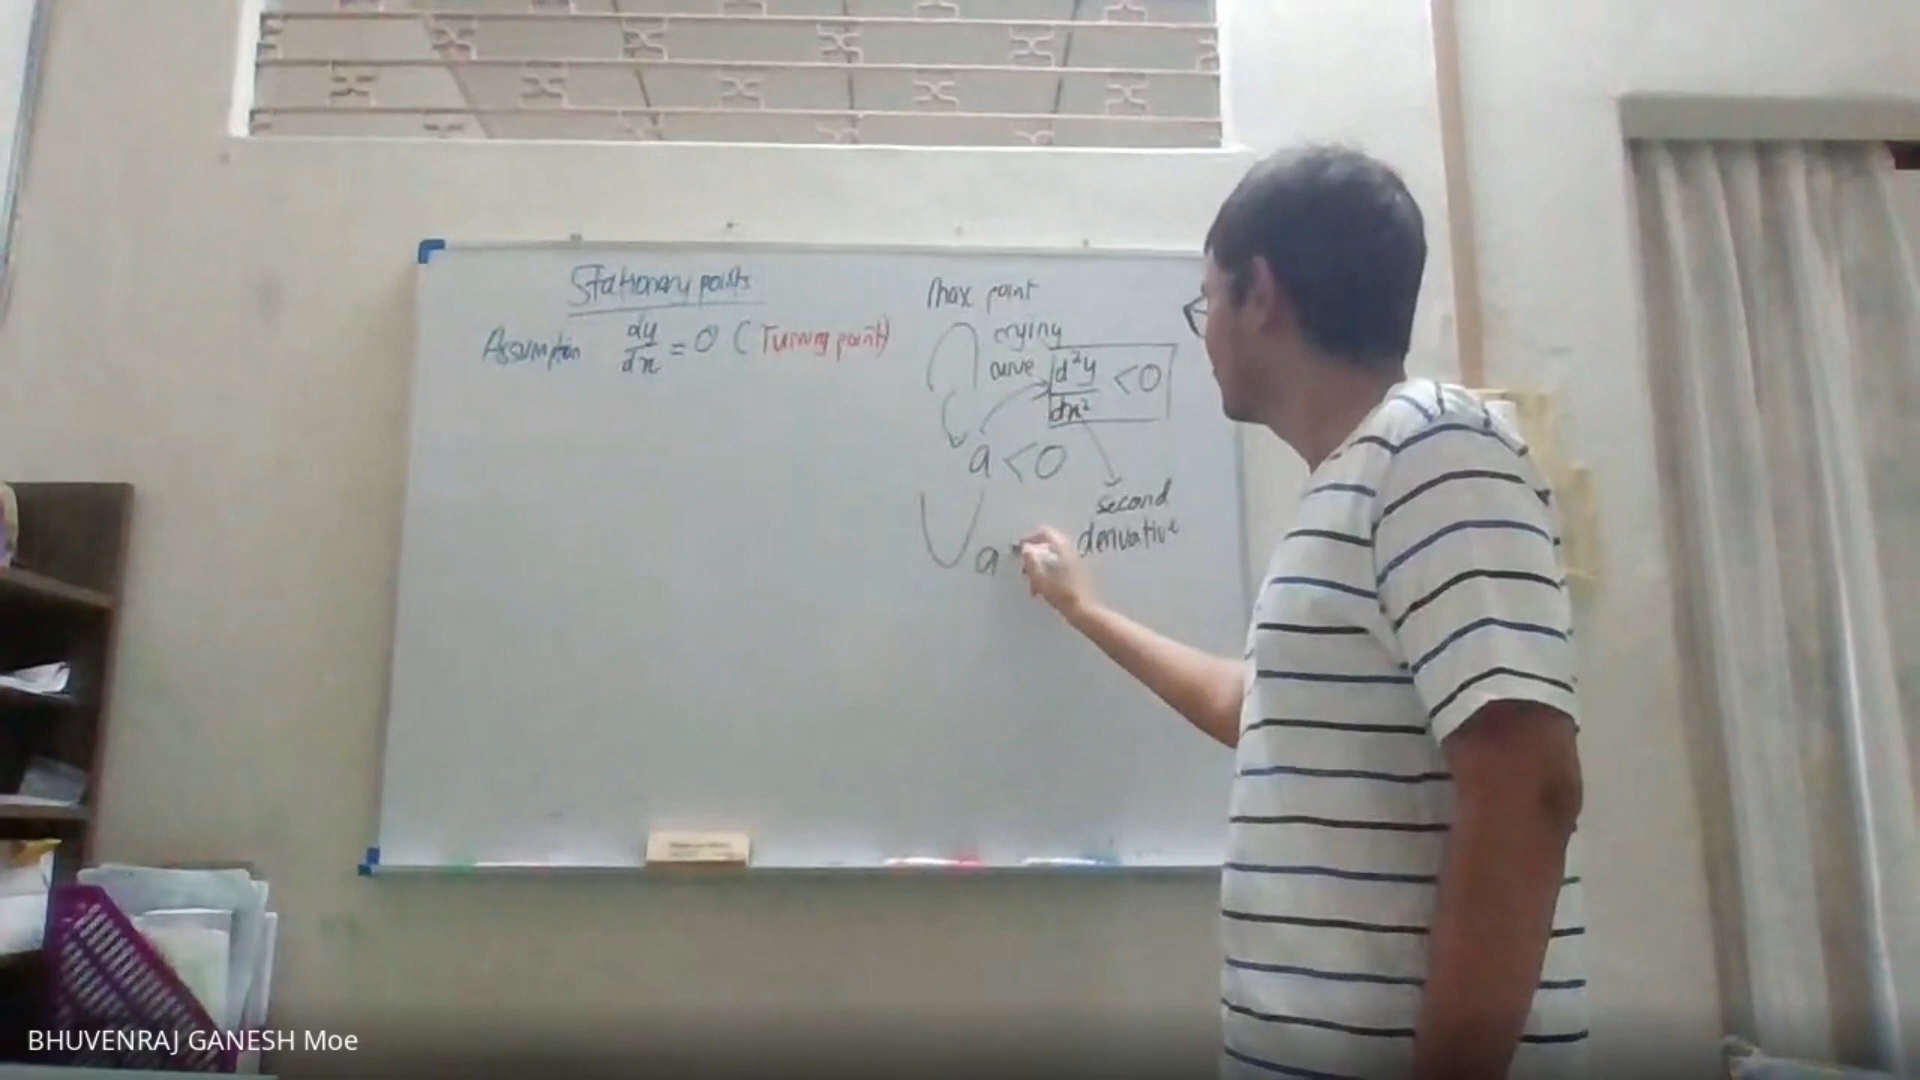 Stationary points
Assumption dy/dx = 0 (Turning point)
Max point
crying
curve d²y/dx² < 0
a < 0
second
derivative
a
BHUVENRAJ GANESH Moe